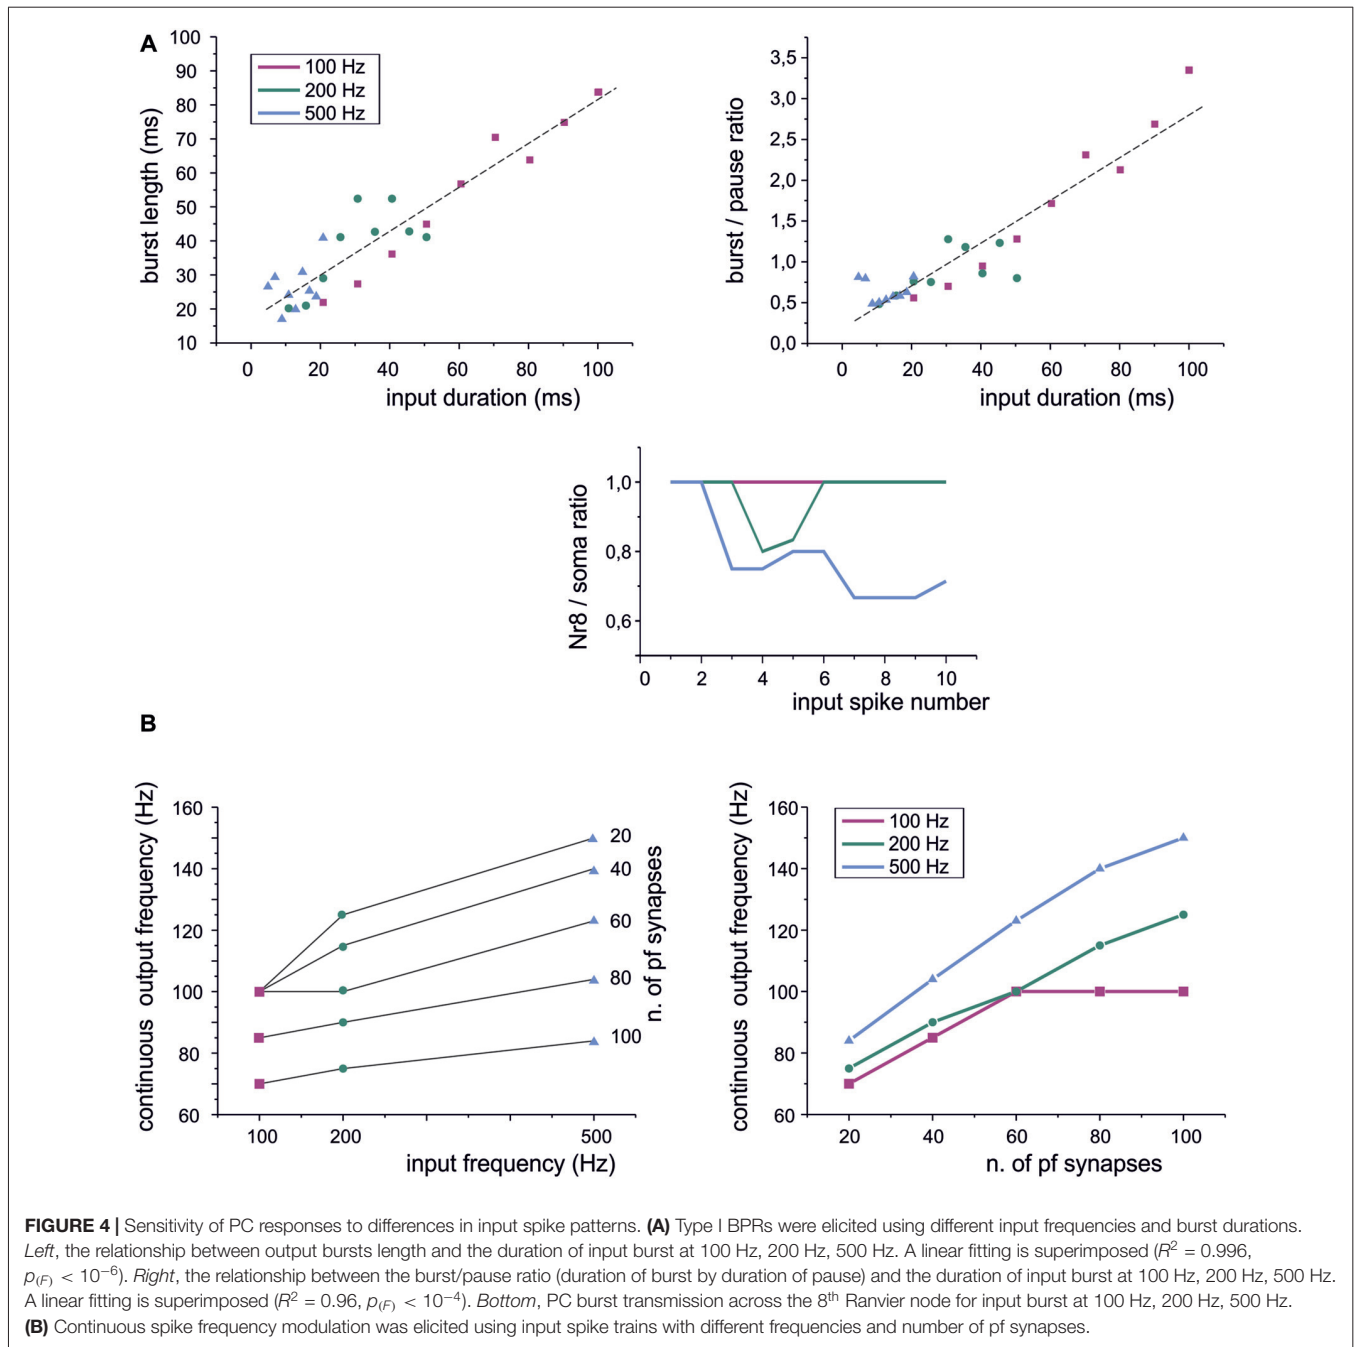 A
100
90
80
70
60
50
40
30
20
10
burst length (ms)
100 Hz
200 Hz
500 Hz
0 20 40 60 80 100
input duration (ms)
3,5
3,0
2,5
2,0
1,5
1,0
0,5
0,0
burst / pause ratio
0 20 40 60 80 100
input duration (ms)
1,0
0,8
0,6
Nr8 / soma ratio
0 2 4 6 8 10
input spike number
B
160
140
120
100
80
60
continuous output frequency (Hz)
20
40
60
80
100
n. of pf synapses
100 200 500
input frequency (Hz)
160
140
120
100
80
60
continuous output frequency (Hz)
100 Hz
200 Hz
500 Hz
20 40 60 80 100
n. of pf synapses
FIGURE 4 | Sensitivity of PC responses to differences in input spike patterns. (A) Type I BPRs were elicited using different input frequencies and burst durations.
Left, the relationship between output bursts length and the duration of input burst at 100 Hz, 200 Hz, 500 Hz. A linear fitting is superimposed (R² = 0.996,
p(F) < 10⁻⁶). Right, the relationship between the burst/pause ratio (duration of burst by duration of pause) and the duration of input burst at 100 Hz, 200 Hz, 500 Hz.
A linear fitting is superimposed (R² = 0.96, p(F) < 10⁻⁴). Bottom, PC burst transmission across the 8th Ranvier node for input burst at 100 Hz, 200 Hz, 500 Hz.
(B) Continuous spike frequency modulation was elicited using input spike trains with different frequencies and number of pf synapses.